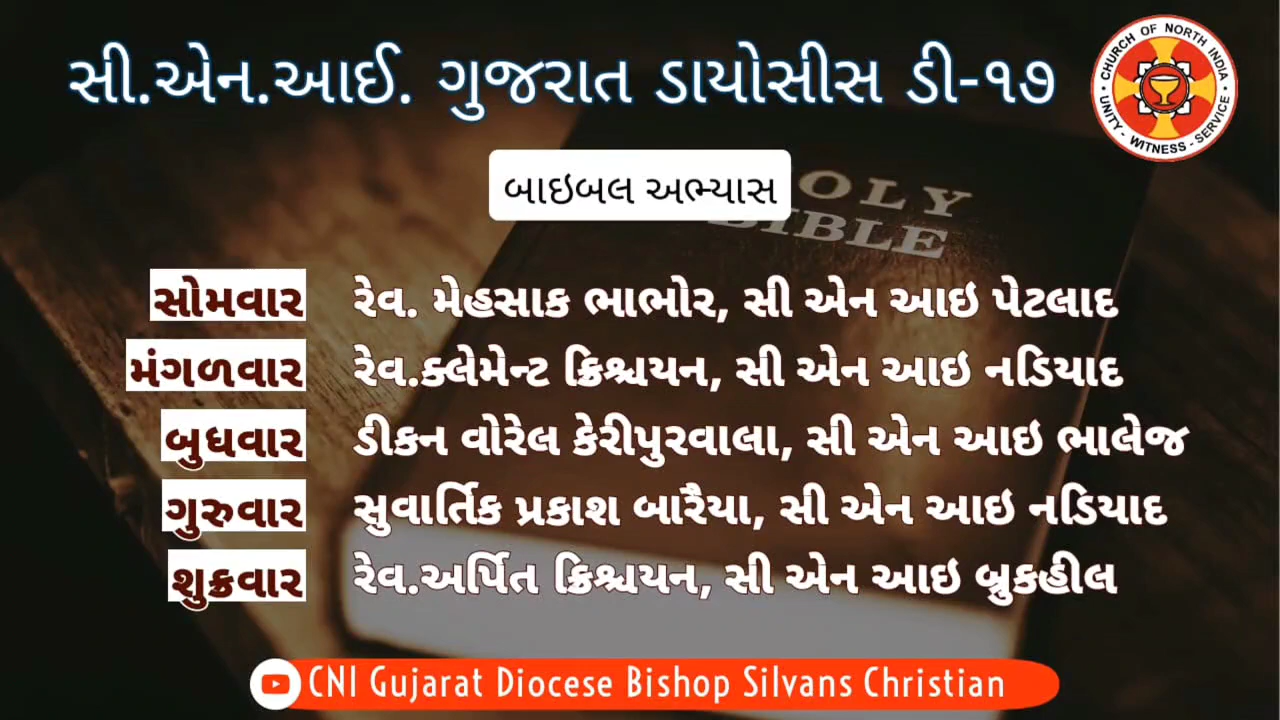 સી.એન.આઈ. ગુજરાત ડાયોસીસ ડી-૧૭
CHURCH OF NORTH INDIA
UNITY - WITNESS - SERVICE
બાઇબલ અભ્યાસ
OLY
BIBLE
સોમવાર રેવ. મેહસાક ભાભોર, સી એન આઇ પેટલાદ
મંગળવાર રેવ.ક્લેમેન્ટ ક્રિશ્ચયન, સી એન આઇ નડિયાદ
બુધવાર ડીકન વોરેલ કેરીપુરવાલા, સી એન આઇ ભાલેજ
ગુરુવાર સુવાર્તિક પ્રકાશ બારૈયા, સી એન આઇ નડિયાદ
શુક્રવાર રેવ.અર્પિત ક્રિશ્ચયન, સી એન આઇ બ્રુકહીલ
CNI Gujarat Diocese Bishop Silvans Christian